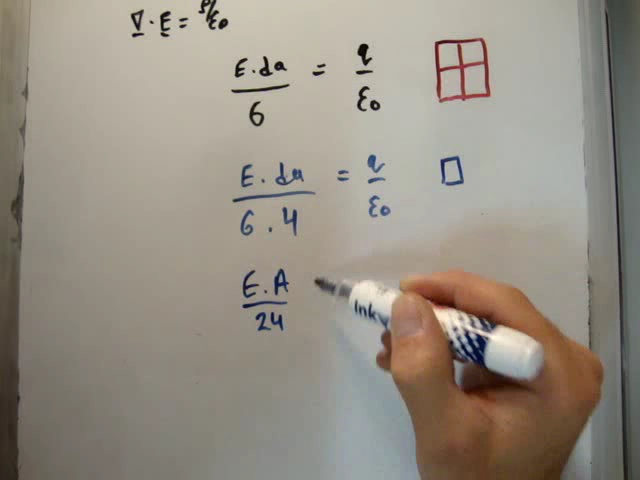 ∇·E = ρ/ε0
E.da/6 = q/ε0
E.da/6.4 = q/ε0
E.A/24
Ink